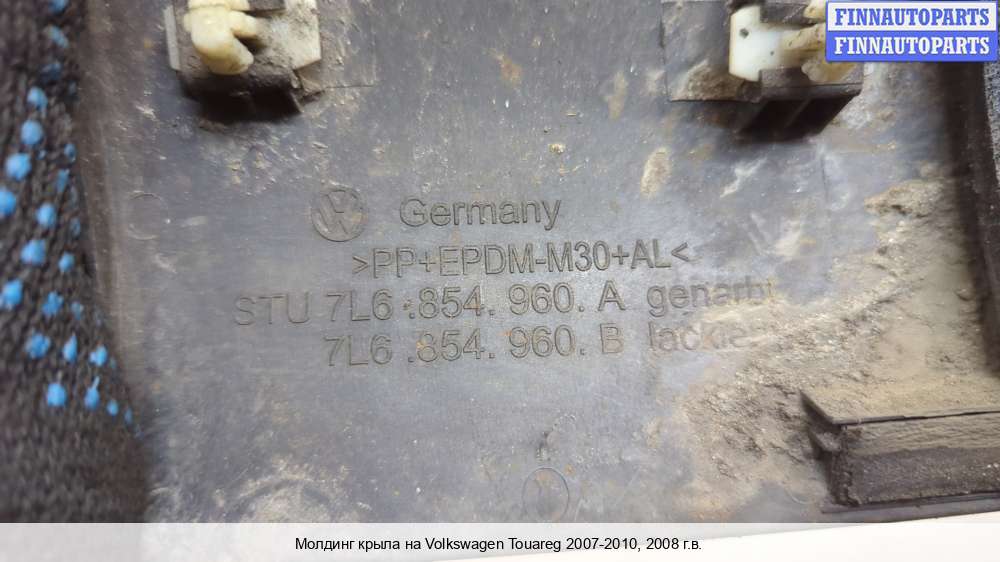 FINNAUTOPARTS
FINNAUTOPARTS
Germany
>PP+EPDM-M30+AL<
STU 7L6 .854. 960. A genarbt
7L6 .854. 960. B
Молдинг крыла на Volkswagen Touareg 2007-2010, 2008 г.в.